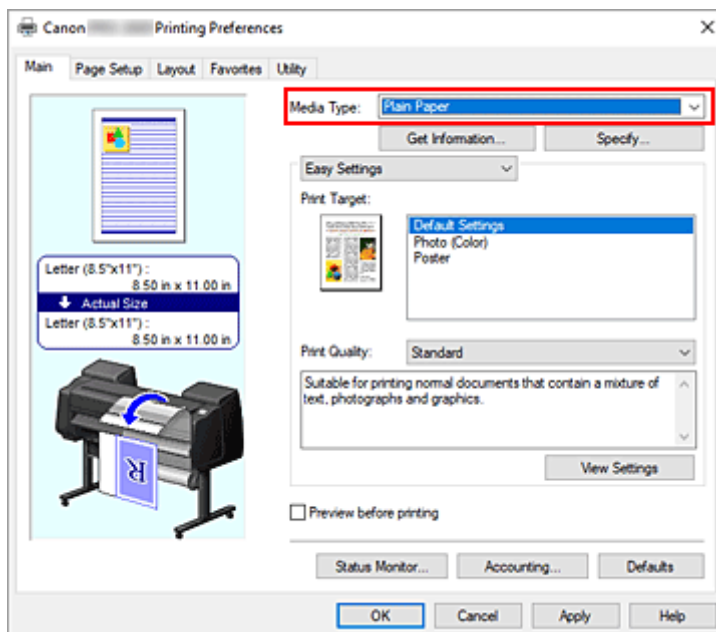 Canon Printing Preferences
Main Page Setup Layout Favorites Utility
Media Type: Plain Paper
Get Information... Specify...
Easy Settings
Print Target:
Default Settings
Photo (Color)
Poster
Letter (8.5"x11") :
8.50 in x 11.00 in
Actual Size
Letter (8.5"x11") :
8.50 in x 11.00 in
Print Quality: Standard
Suitable for printing normal documents that contain a mixture of
text, photographs and graphics.
R
View Settings
Preview before printing
Status Monitor... Accounting... Defaults
OK Cancel Apply Help